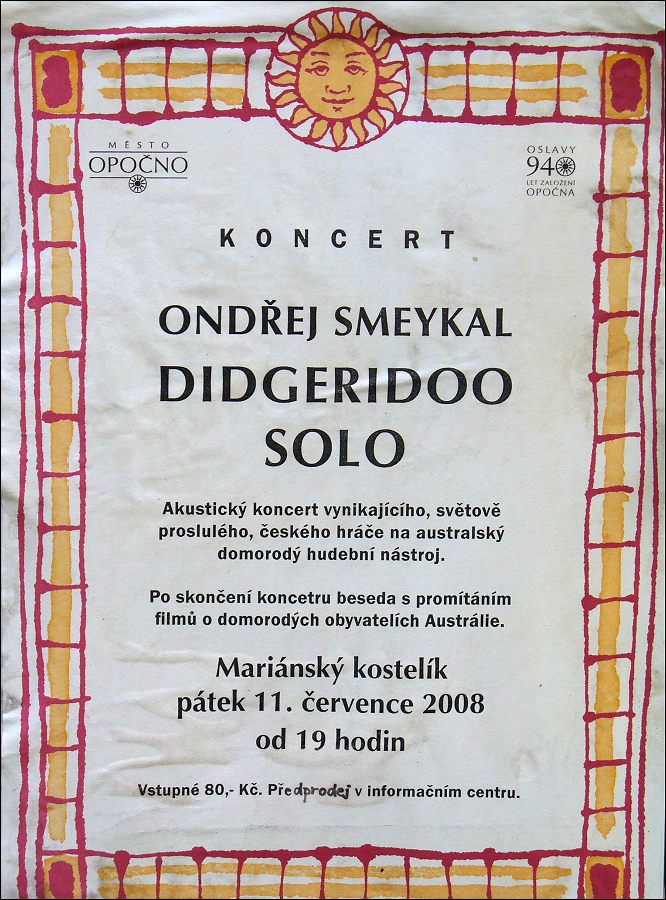 MĚSTO
OPOČNO
OSLAVY
940
LET ZALOŽENÍ
OPOČNA
KONCERT
ONDŘEJ SMEYKAL
DIDGERIDOO
SOLO
Akustický koncert vynikajícího, světově
proslulého, českého hráče na australský
domorodý hudební nástroj.
Po skončení koncetru beseda s promítáním
filmů o domorodých obyvatelích Austrálie.
Mariánský kostelík
pátek 11. července 2008
od 19 hodin
Vstupné 80,- Kč. Předprodej v informačním centru.